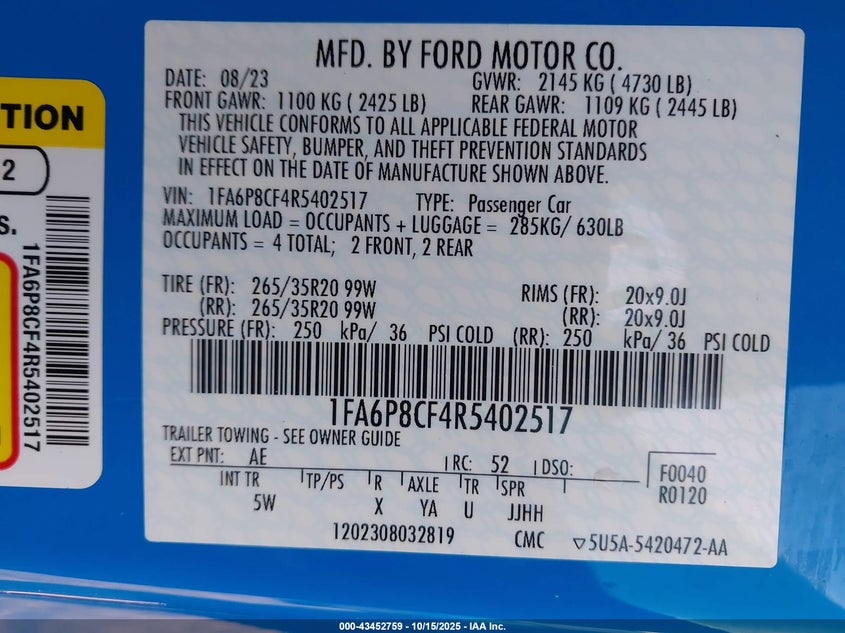 TION
2
S.
1FA6P8CF4R5402517
MFD. BY FORD MOTOR CO.
DATE: 08/23 GVWR: 2145 KG ( 4730 LB)
FRONT GAWR: 1100 KG ( 2425 LB) REAR GAWR: 1109 KG ( 2445 LB)
THIS VEHICLE CONFORMS TO ALL APPLICABLE FEDERAL MOTOR
VEHICLE SAFETY, BUMPER, AND THEFT PREVENTION STANDARDS
IN EFFECT ON THE DATE OF MANUFACTURE SHOWN ABOVE.
VIN: 1FA6P8CF4R5402517 TYPE: Passenger Car
MAXIMUM LOAD = OCCUPANTS + LUGGAGE = 285KG/ 630LB
OCCUPANTS = 4 TOTAL; 2 FRONT, 2 REAR
TIRE (FR): 265/35R20 99W RIMS (FR): 20x9.0J
(RR): 265/35R20 99W (RR): 20x9.0J
PRESSURE (FR): 250 kPa/ 36 PSI COLD (RR): 250 kPa/ 36 PSI COLD
1FA6P8CF4R5402517
TRAILER TOWING - SEE OWNER GUIDE
EXT PNT: AE RC: 52 DSO: F0040
INT TR TP/PS R AXLE TR SPR R0120
5W X YA U JJHH
1202308032819 CMC 5U5A-5420472-AA
000-43452759 - 10/15/2025 - IAA Inc.